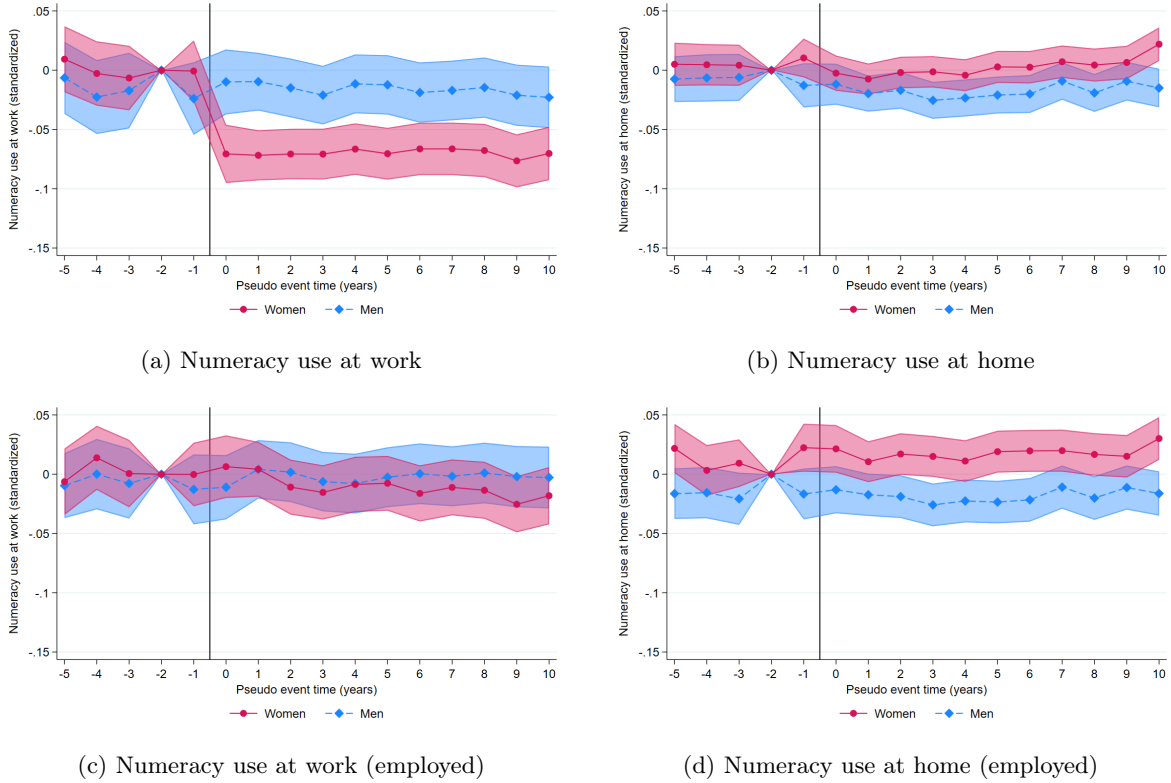 Numeracy use at work (standardized)
.05
0
-.05
-.1
-.15
-5 -4 -3 -2 -1 0 1 2 3 4 5 6 7 8 9 10
Pseudo event time (years)
Women Men
(a) Numeracy use at work
Numeracy use at home (standardized)
.05
0
-.05
-.1
-.15
-5 -4 -3 -2 -1 0 1 2 3 4 5 6 7 8 9 10
Pseudo event time (years)
Women Men
(b) Numeracy use at home
Numeracy use at work (standardized)
.05
0
-.05
-.1
-.15
-5 -4 -3 -2 -1 0 1 2 3 4 5 6 7 8 9 10
Pseudo event time (years)
Women Men
(c) Numeracy use at work (employed)
Numeracy use at home (standardized)
.05
0
-.05
-.1
-.15
-5 -4 -3 -2 -1 0 1 2 3 4 5 6 7 8 9 10
Pseudo event time (years)
Women Men
(d) Numeracy use at home (employed)